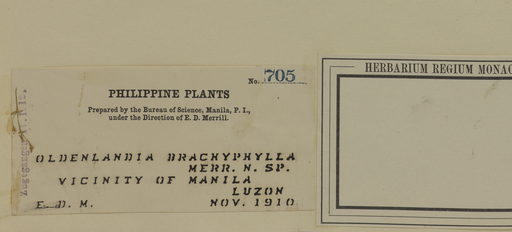 HERBARIUM REGIUM MONAC
No. 705
PHILIPPINE PLANTS
Prepared by the Bureau of Science, Manila, P. I.,
under the Direction of E. D. Merrill.
OLDENLANDIA BRACHYPHYLLA
MERR. N. SP.
VICINITY OF MANILA
LUZON
E. D. M. NOV. 1910